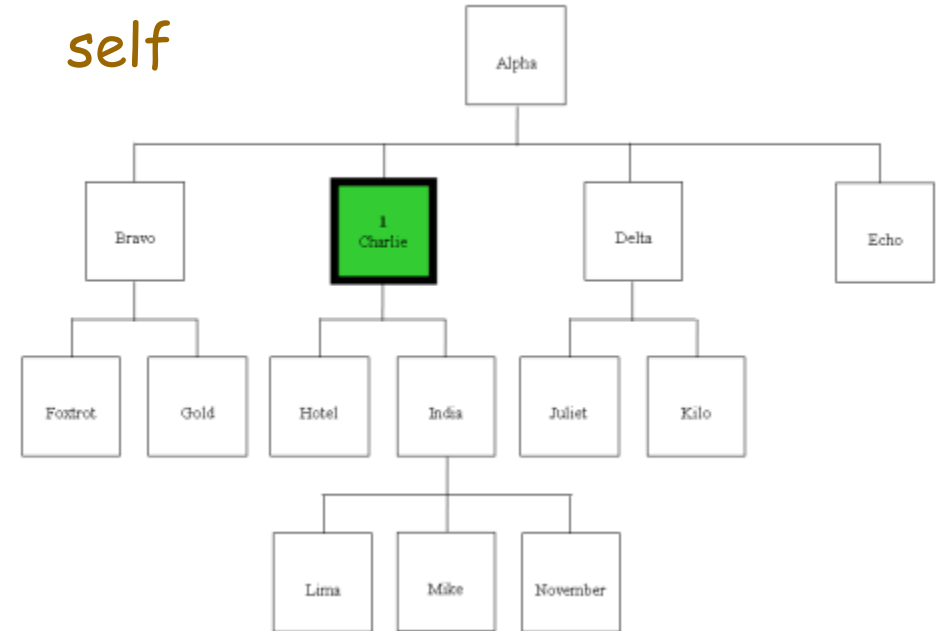 self
Alpha
Bravo
1
Charlie
Delta
Echo
Foxtrot
Gold
Hotel
India
Juliet
Kilo
Lima
Mike
November